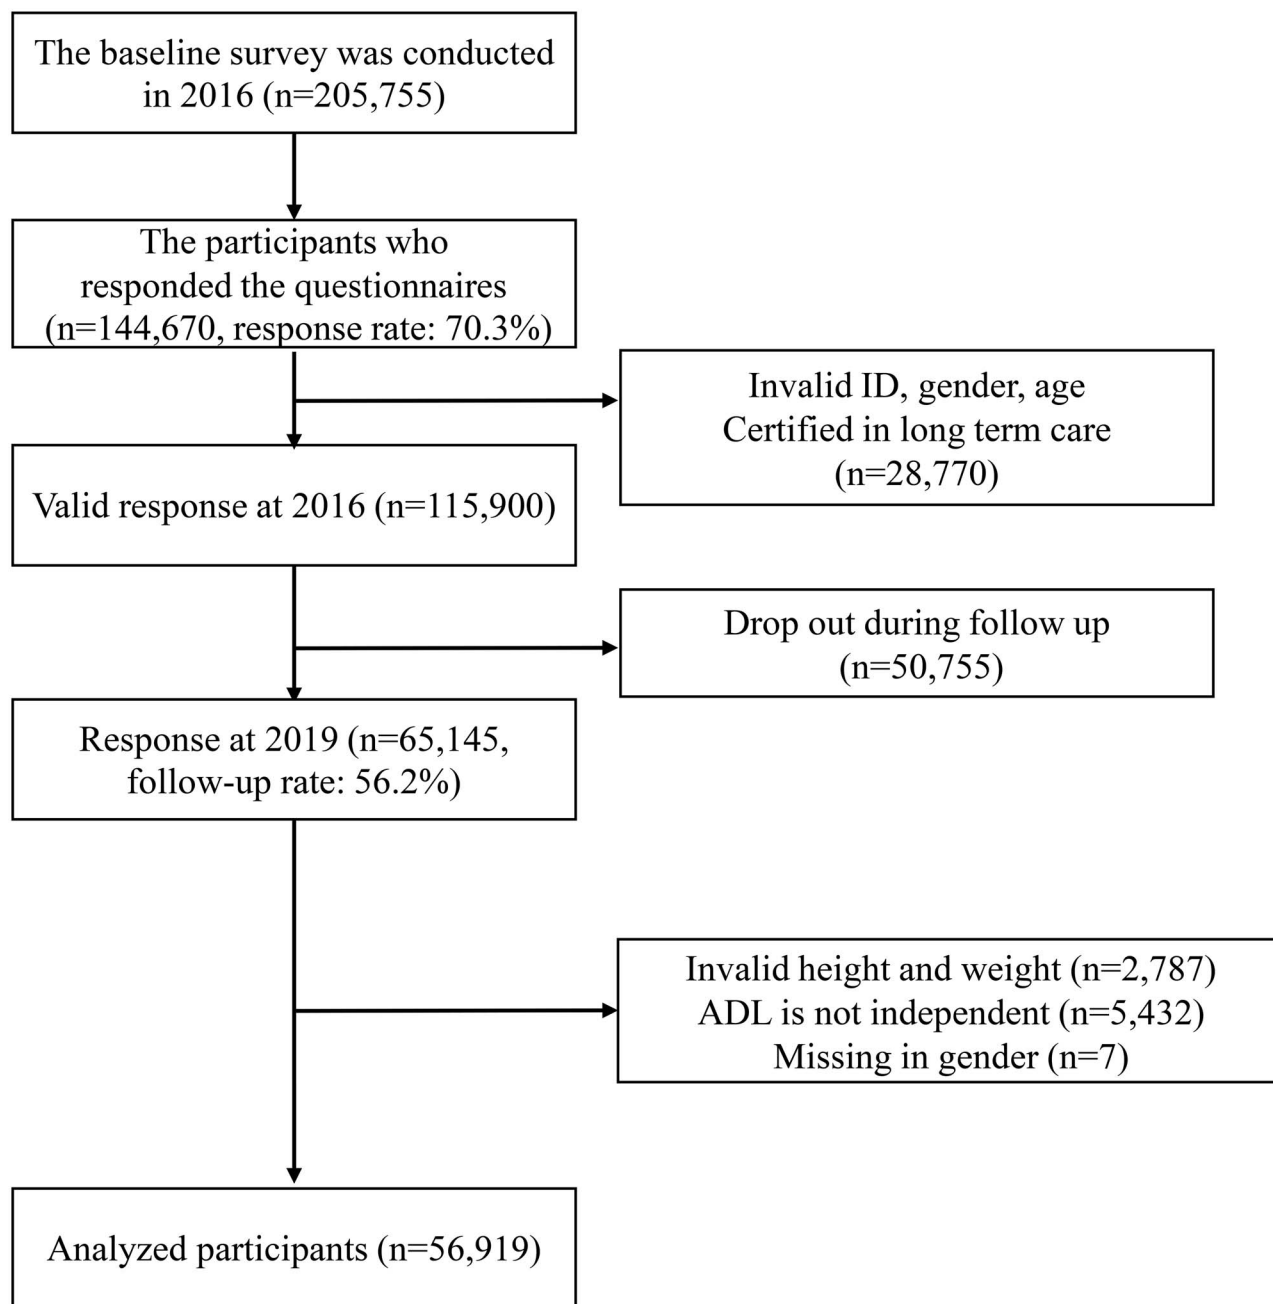 The baseline survey was conducted
in 2016 (n=205,755)
The participants who
responded the questionnaires
(n=144,670, response rate: 70.3%)
Invalid ID, gender, age
Certified in long term care
(n=28,770)
Valid response at 2016 (n=115,900)
Drop out during follow up
(n=50,755)
Response at 2019 (n=65,145,
follow-up rate: 56.2%)
Invalid height and weight (n=2,787)
ADL is not independent (n=5,432)
Missing in gender (n=7)
Analyzed participants (n=56,919)